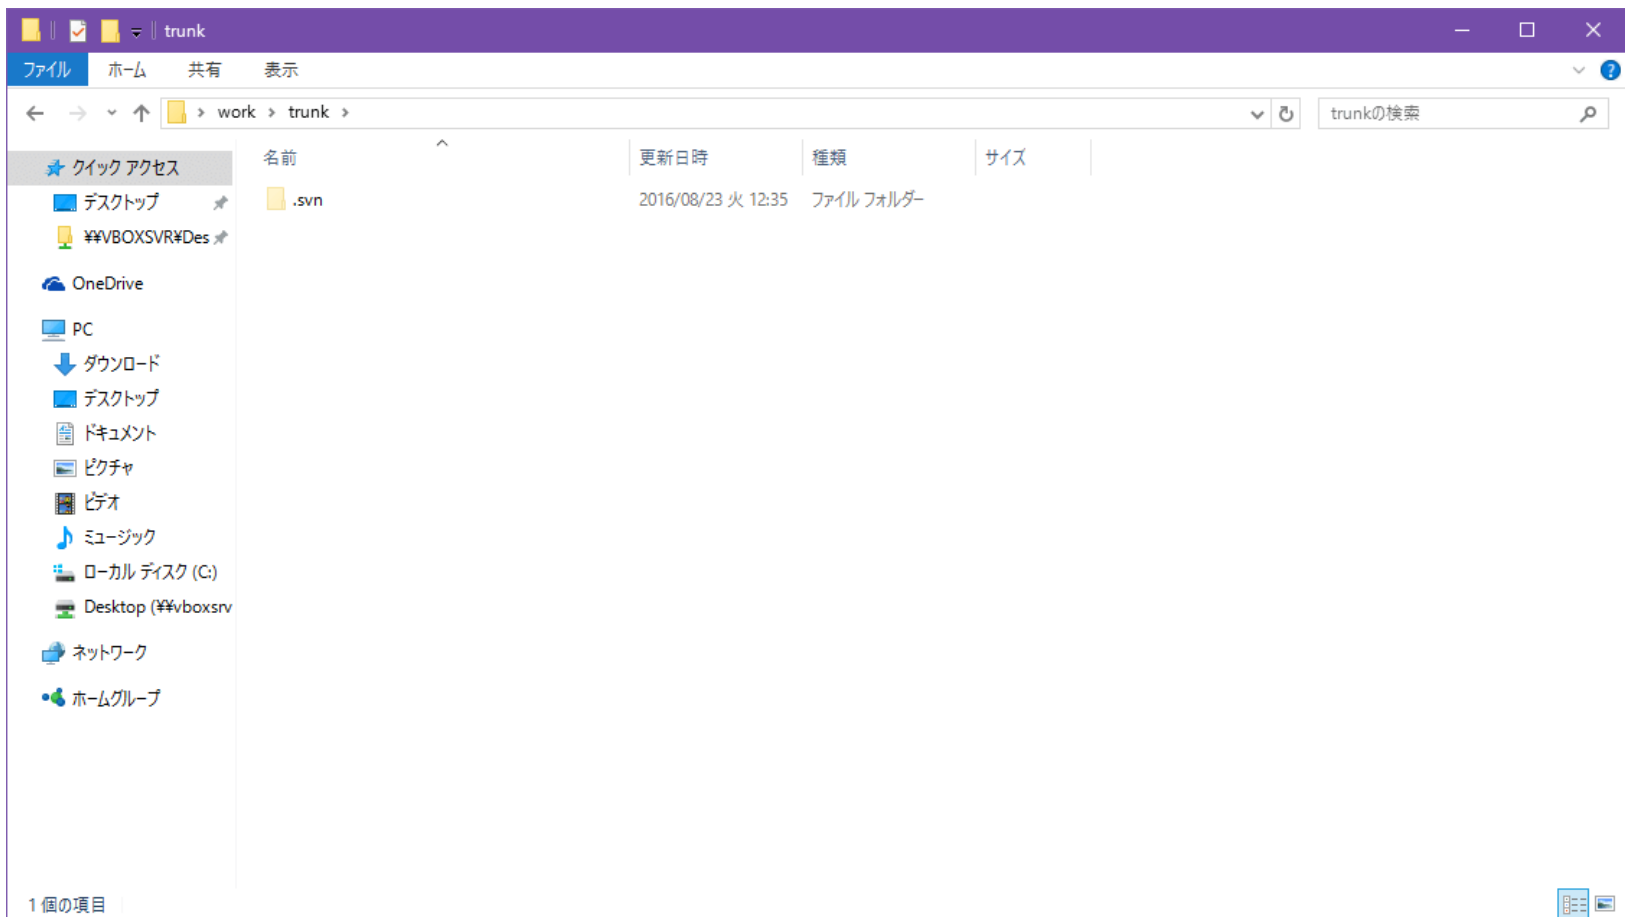 trunk
ファイル ホーム 共有 表示
work trunk
trunkの検索
名前 更新日時 種類 サイズ
.svn 2016/08/23 火 12:35 ファイル フォルダー
クイック アクセス
デスクトップ
¥¥VBOXSVR¥Des
OneDrive
PC
ダウンロード
デスクトップ
ドキュメント
ピクチャ
ビデオ
ミュージック
ローカル ディスク (C:)
Desktop (¥¥vboxsrv
ネットワーク
ホームグループ
1 個の項目